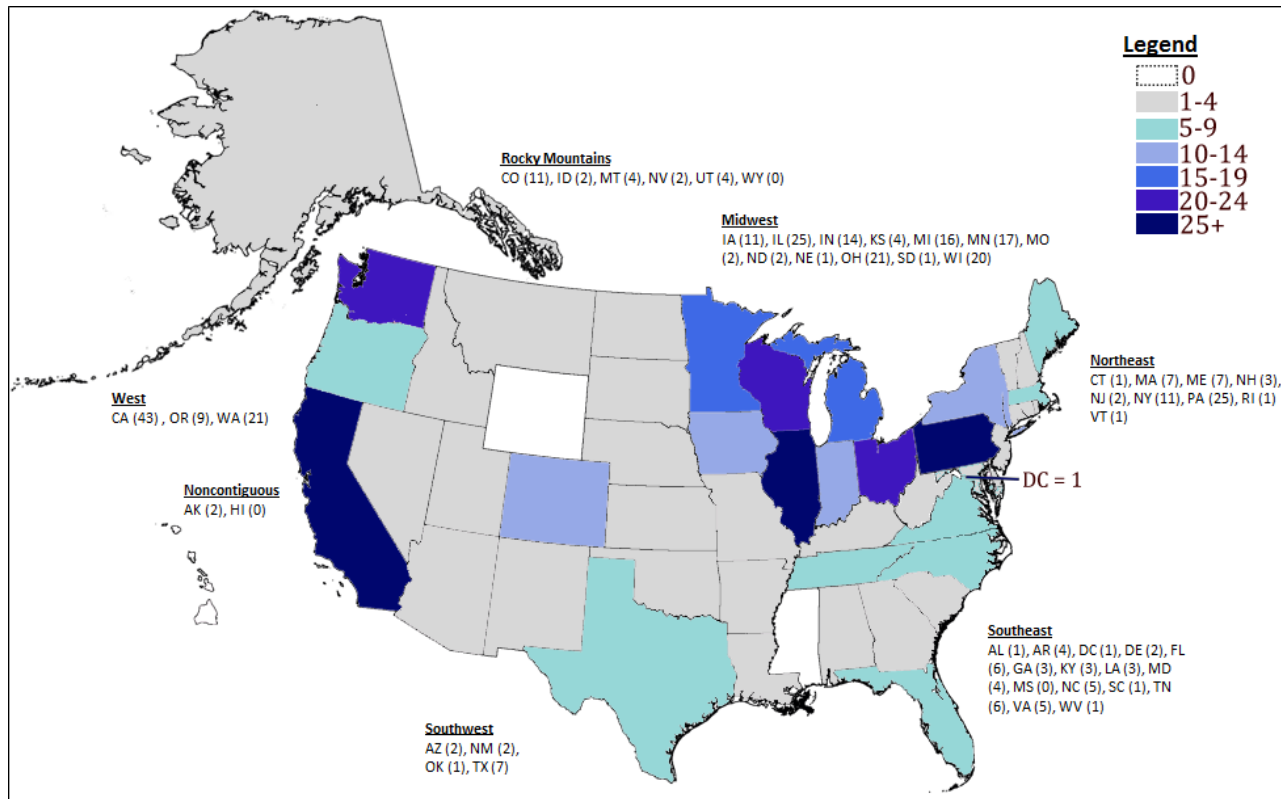 Legend
0
1-4
5-9
10-14
15-19
20-24
25+
Rocky Mountains
CO (11), ID (2), MT (4), NV (2), UT (4), WY (0)
Midwest
IA (11), IL (25), IN (14), KS (4), MI (16), MN (17), MO
(2), ND (2), NE (1), OH (21), SD (1), WI (20)
Northeast
CT (1), MA (7), ME (7), NH (3),
NJ (2), NY (11), PA (25), RI (1)
VT (1)
West
CA (43) , OR (9), WA (21)
DC = 1
Noncontiguous
AK (2), HI (0)
Southeast
AL (1), AR (4), DC (1), DE (2), FL
(6), GA (3), KY (3), LA (3), MD
(4), MS (0), NC (5), SC (1), TN
(6), VA (5), WV (1)
Southwest
AZ (2), NM (2),
OK (1), TX (7)